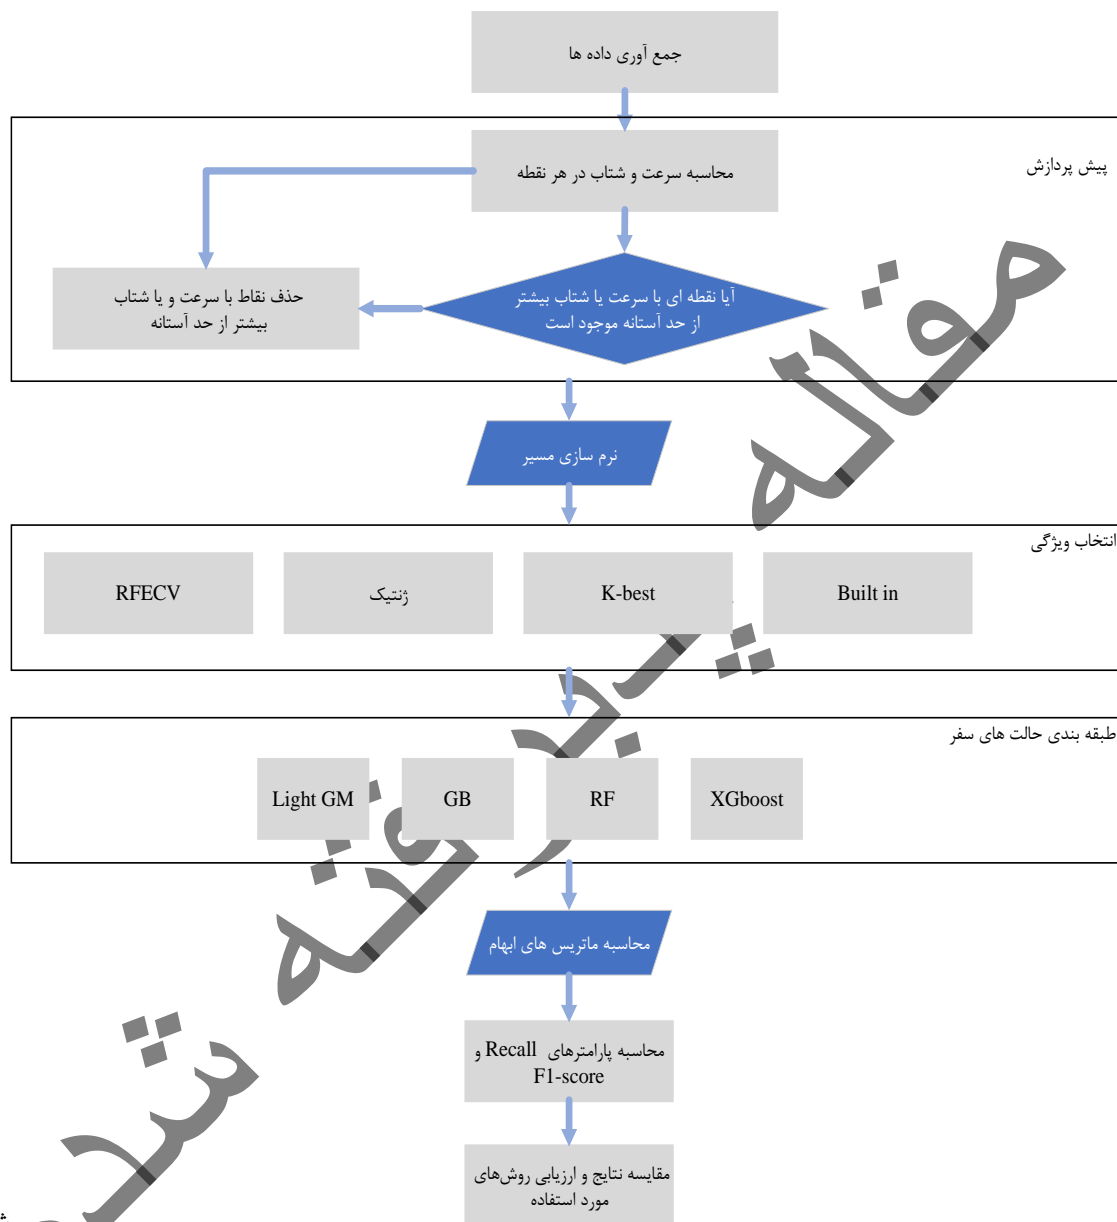 جمع آوری داده ها
پیش پردازش
محاسبه سرعت و شتاب در هر نقطه
آیا نقطه ای با سرعت یا شتاب بیشتر
از حد آستانه موجود است
حذف نقاط با سرعت و یا شتاب
بیشتر از حد آستانه
نرم سازی مسیر
انتخاب ویژگی
Built in
K-best
ژنتیک
RFECV
طبقه بندی حالت های سفر
XGboost
RF
GB
Light GM
محاسبه ماتریس های ابهام
محاسبه پارامترهای Recall و
F1-score
مقایسه نتایج و ارزیابی روش‌های
مورد استفاده
مقاله پذیرفته شده